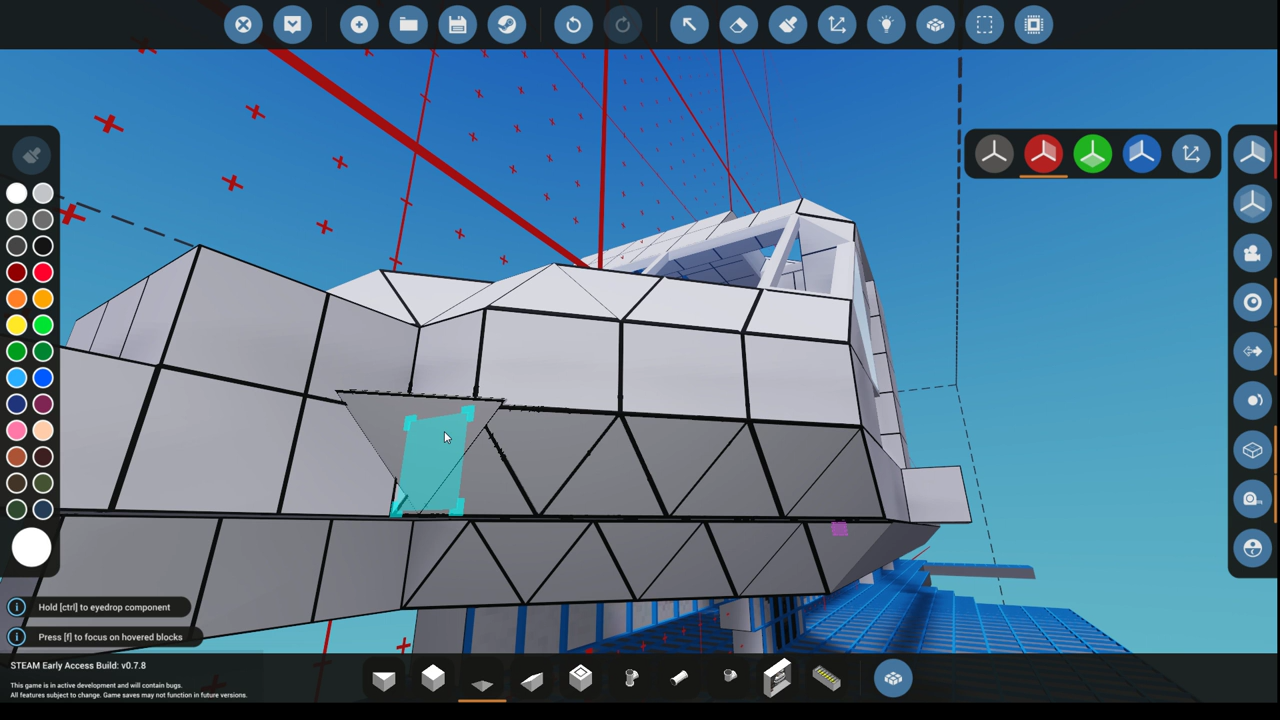 Hold [ctrl] to eyedrop component
Press [f] to focus on hovered blocks
STEAM Early Access Build: v0.7.8
This game is in active development and will contain bugs.
All features subject to change. Game saves may not function in future versions.